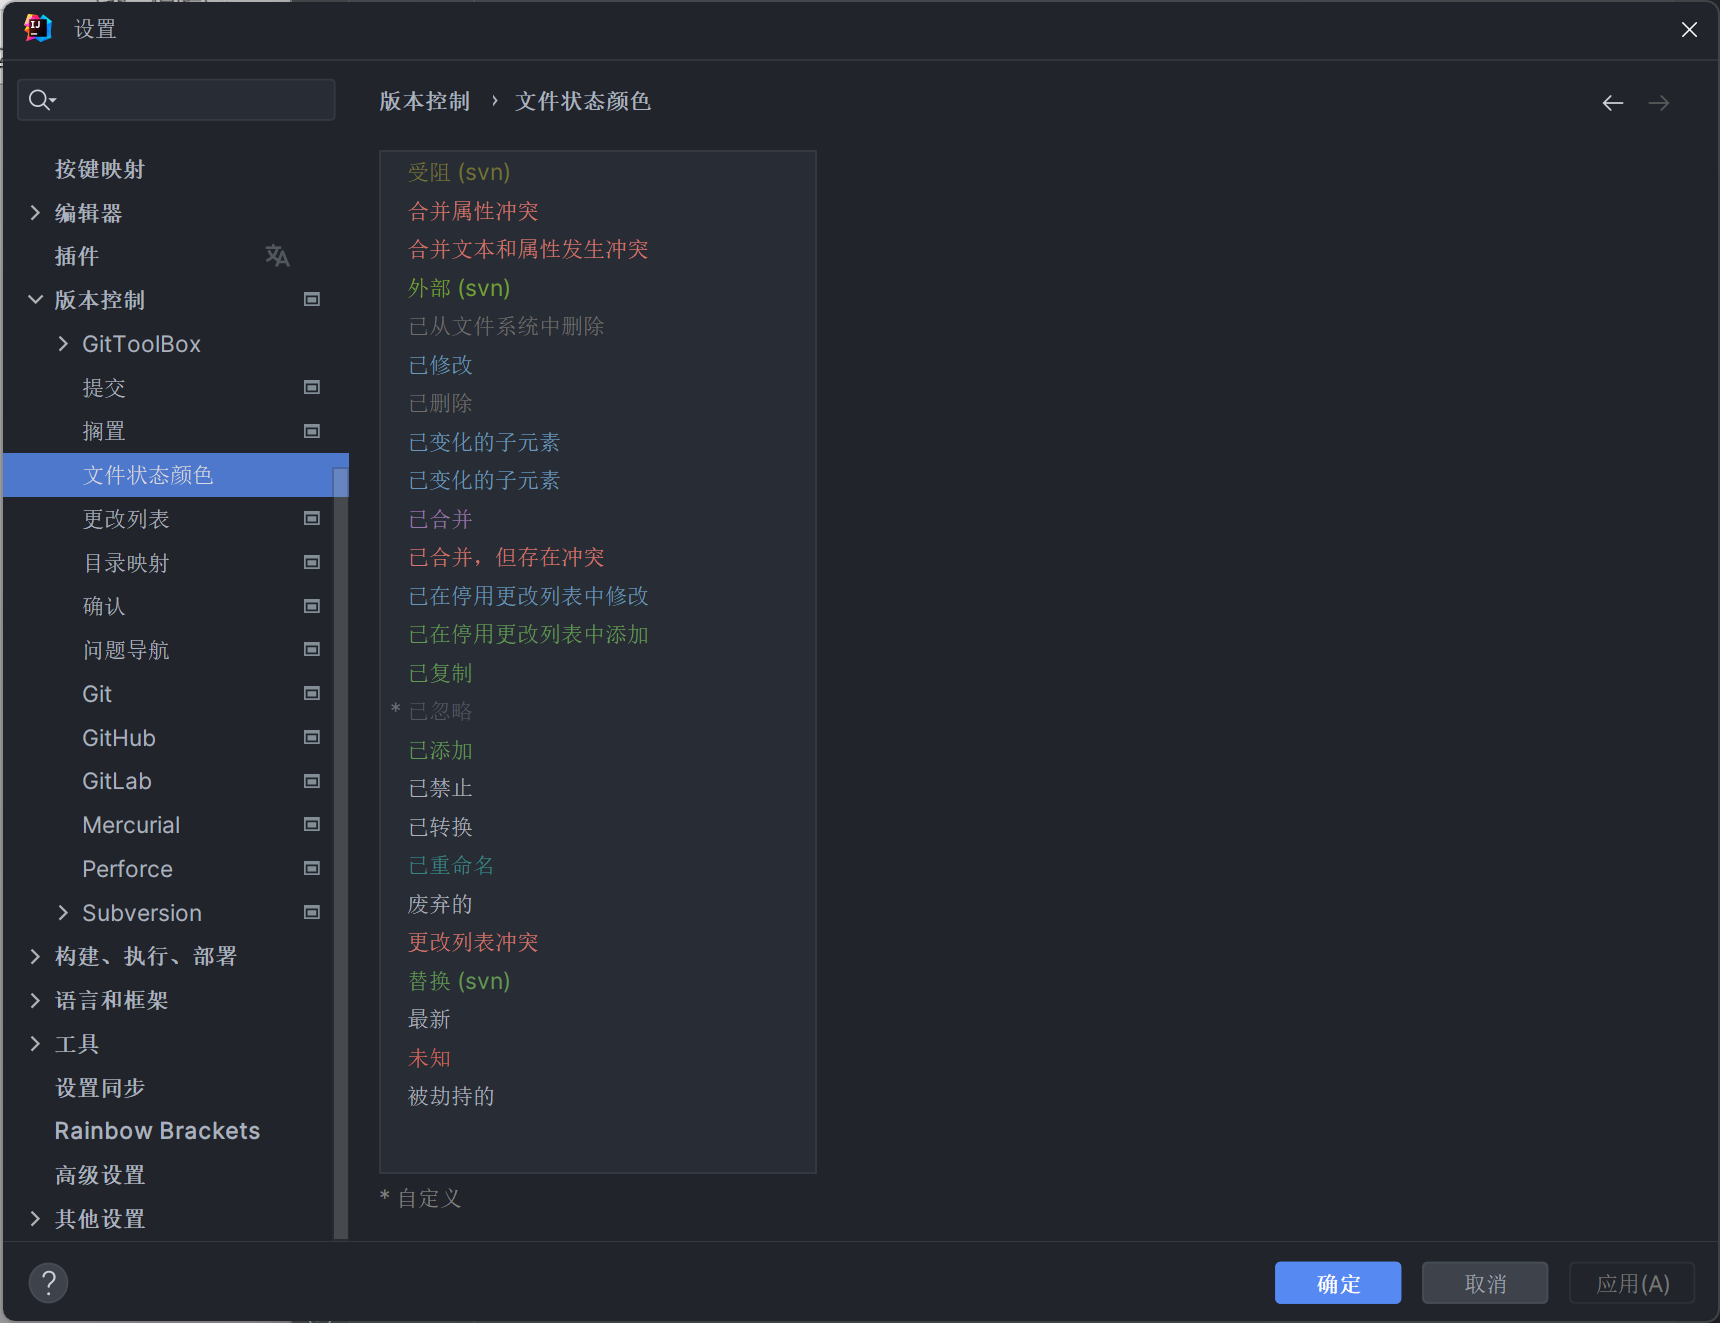 设置
版本控制 › 文件状态颜色
按键映射
编辑器
插件
版本控制
GitToolBox
提交
搁置
文件状态颜色
更改列表
目录映射
确认
问题导航
Git
GitHub
GitLab
Mercurial
Perforce
Subversion
构建、执行、部署
语言和框架
工具
设置同步
Rainbow Brackets
高级设置
其他设置
受阻 (svn)
合并属性冲突
合并文本和属性发生冲突
外部 (svn)
已从文件系统中删除
已修改
已删除
已变化的子元素
已变化的子元素
已合并
已合并，但存在冲突
已在停用更改列表中修改
已在停用更改列表中添加
已复制
* 已忽略
已添加
已禁止
已转换
已重命名
废弃的
更改列表冲突
替换 (svn)
最新
未知
被劫持的
* 自定义
?
确定
取消
应用(A)